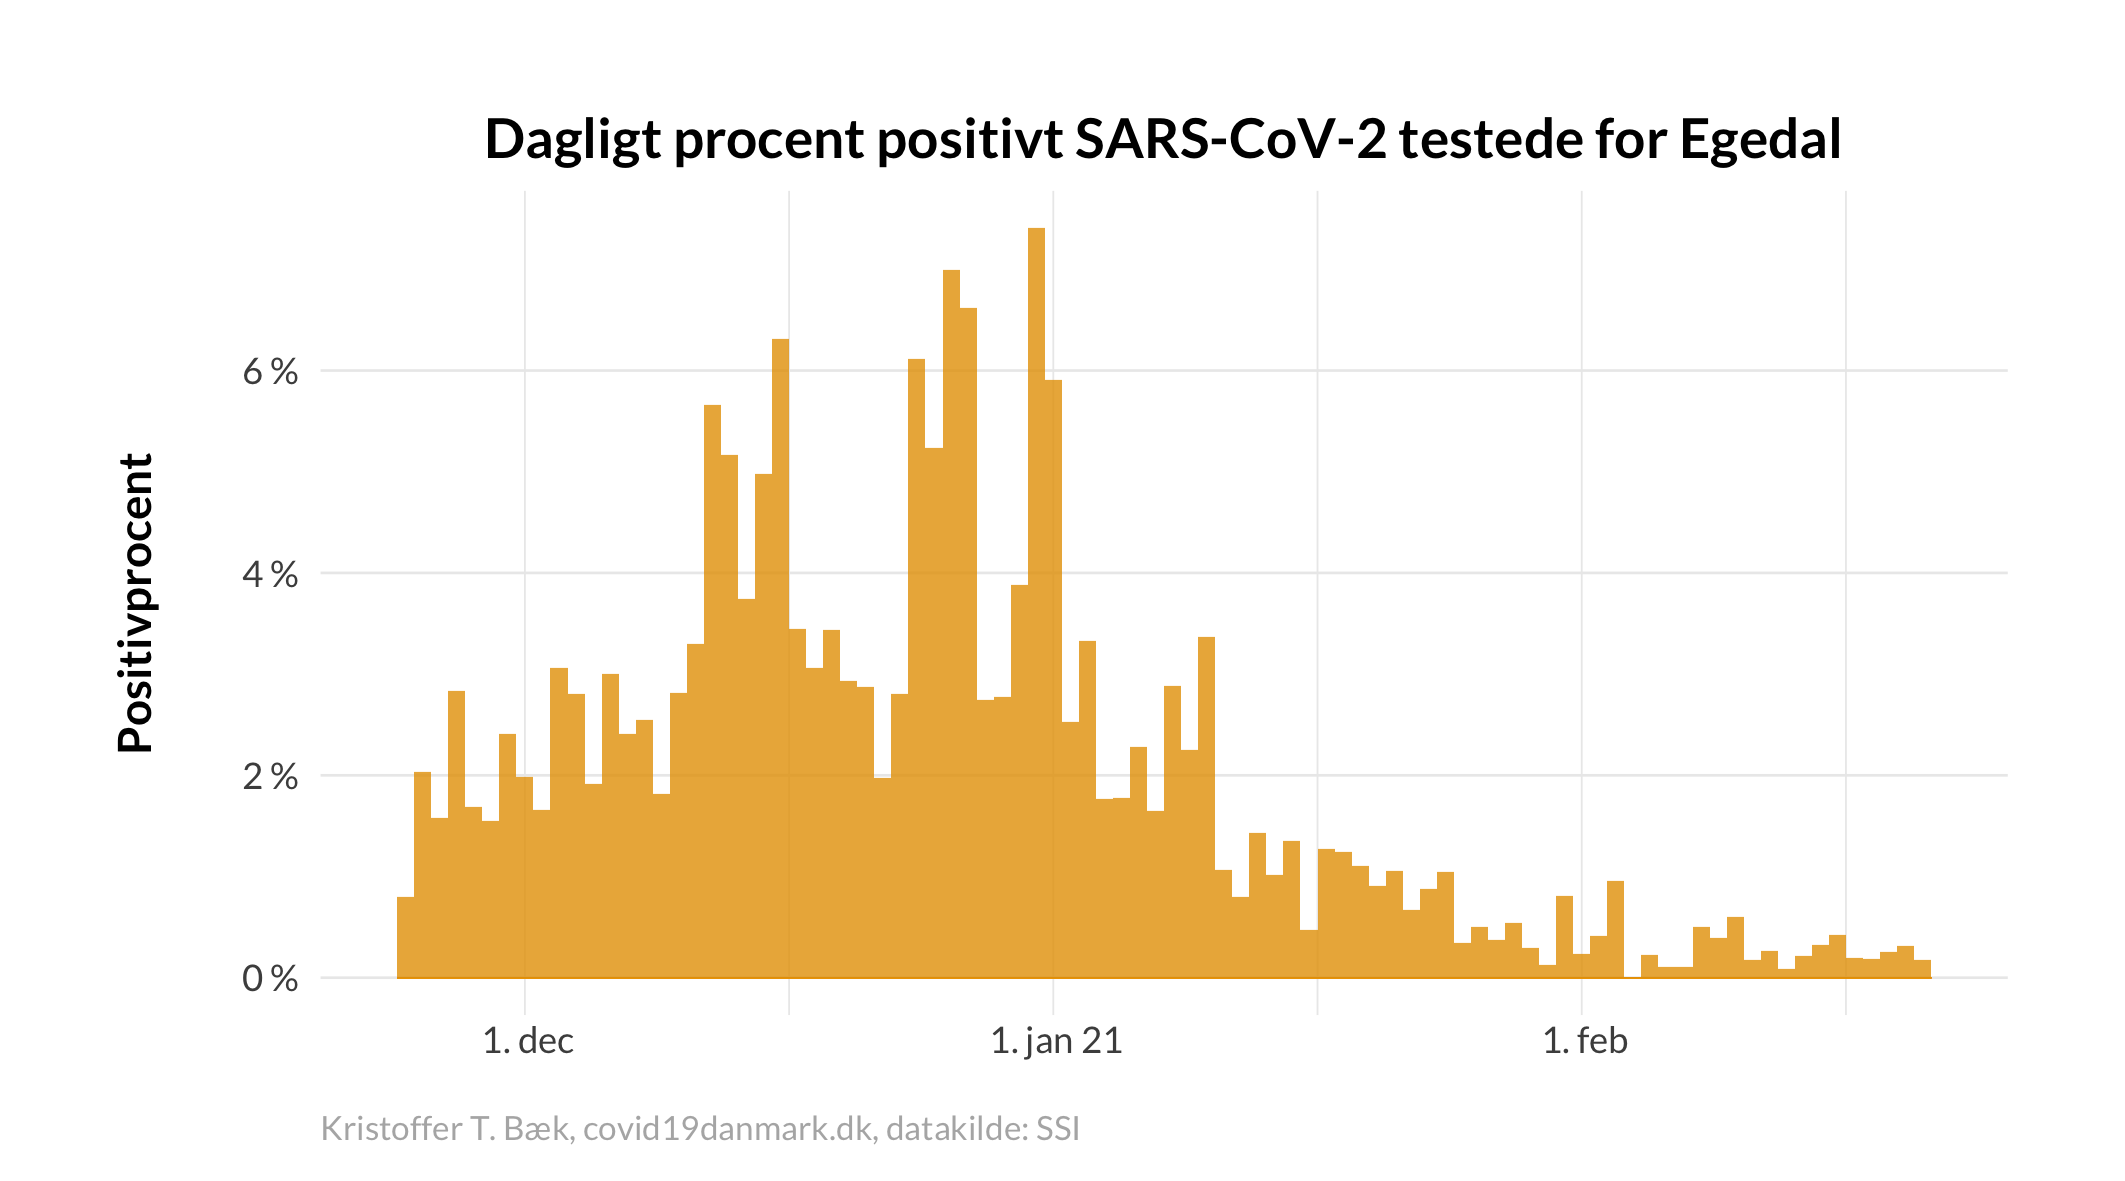 Dagligt procent positivt SARS-CoV-2 testede for Egedal
Positivprocent
6 %
4 %
2 %
0 %
1. dec
1. jan 21
1. feb
Kristoffer T. Bæk, covid19danmark.dk, datakilde: SSI